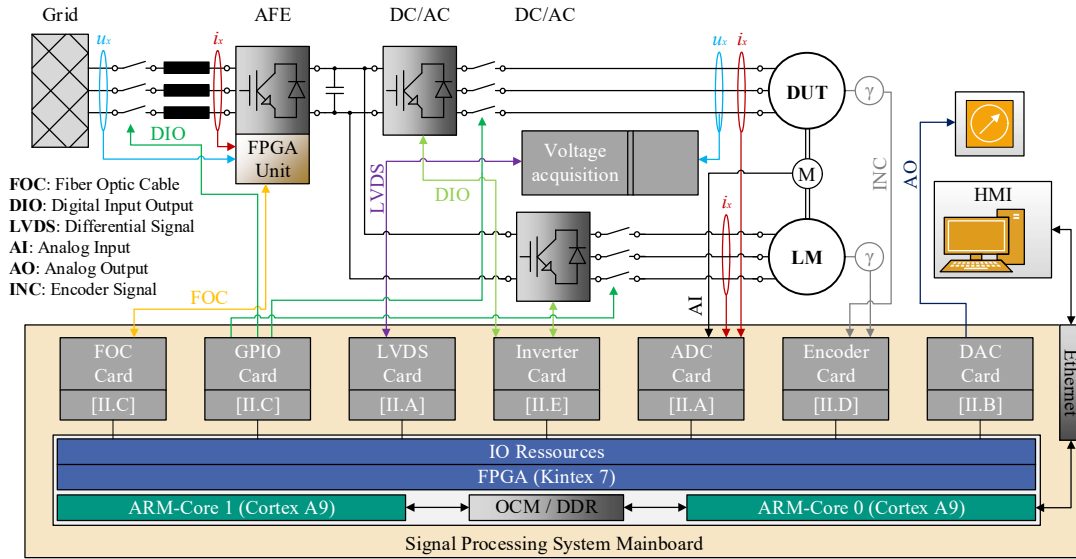 Grid
AFE
DC/AC
DC/AC
uₓ
iₓ
uₓ
iₓ
DUT
γ
DIO
FPGA
Unit
LVDS
Voltage
acquisition
DIO
M
INC
AO
HMI
FOC: Fiber Optic Cable
DIO: Digital Input Output
LVDS: Differential Signal
AI: Analog Input
AO: Analog Output
INC: Encoder Signal
iₓ
LM
γ
FOC
AI
FOC
Card
[II.C]
GPIO
Card
[II.C]
LVDS
Card
[II.A]
Inverter
Card
[II.E]
ADC
Card
[II.A]
Encoder
Card
[II.D]
DAC
Card
[II.B]
Ethernet
IO Ressources
FPGA (Kintex 7)
ARM-Core 1 (Cortex A9)
OCM / DDR
ARM-Core 0 (Cortex A9)
Signal Processing System Mainboard